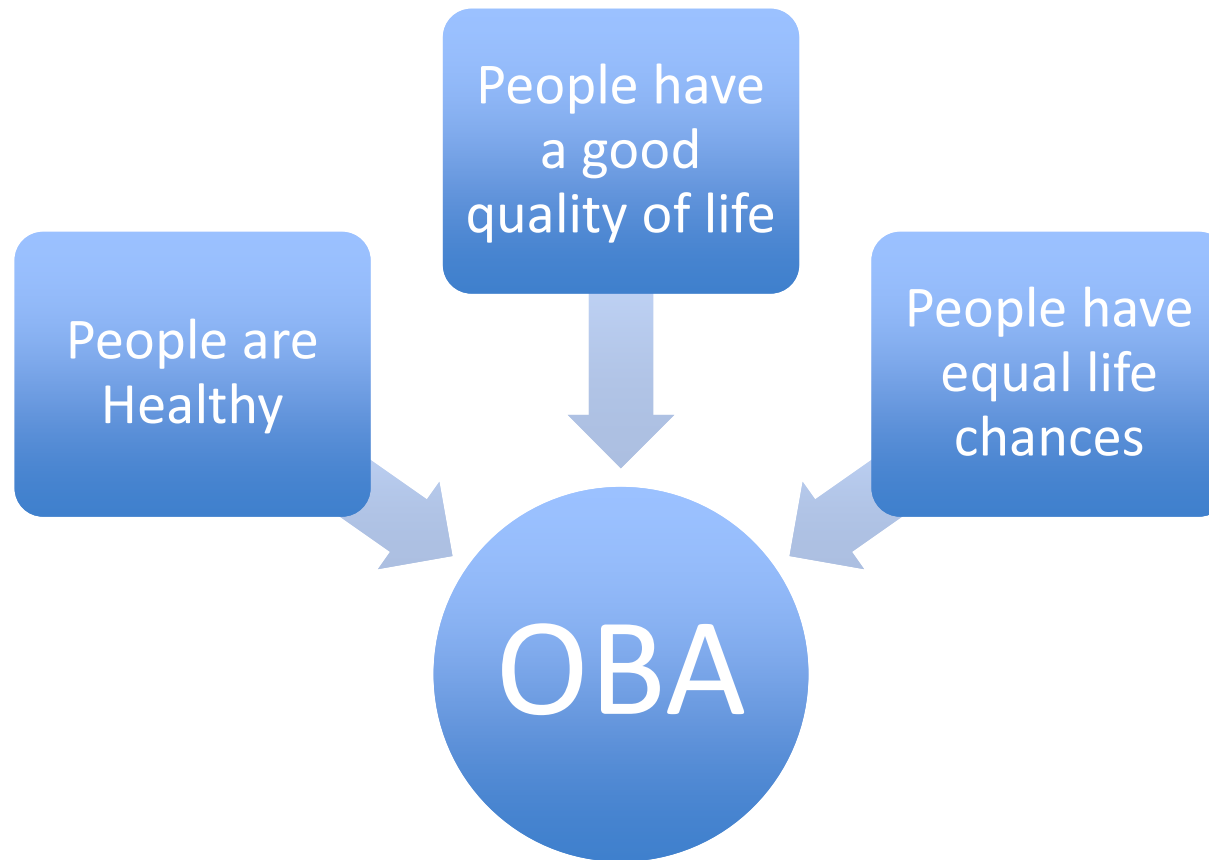 People have
a good
quality of life
People are
Healthy
People have
equal life
chances
OBA